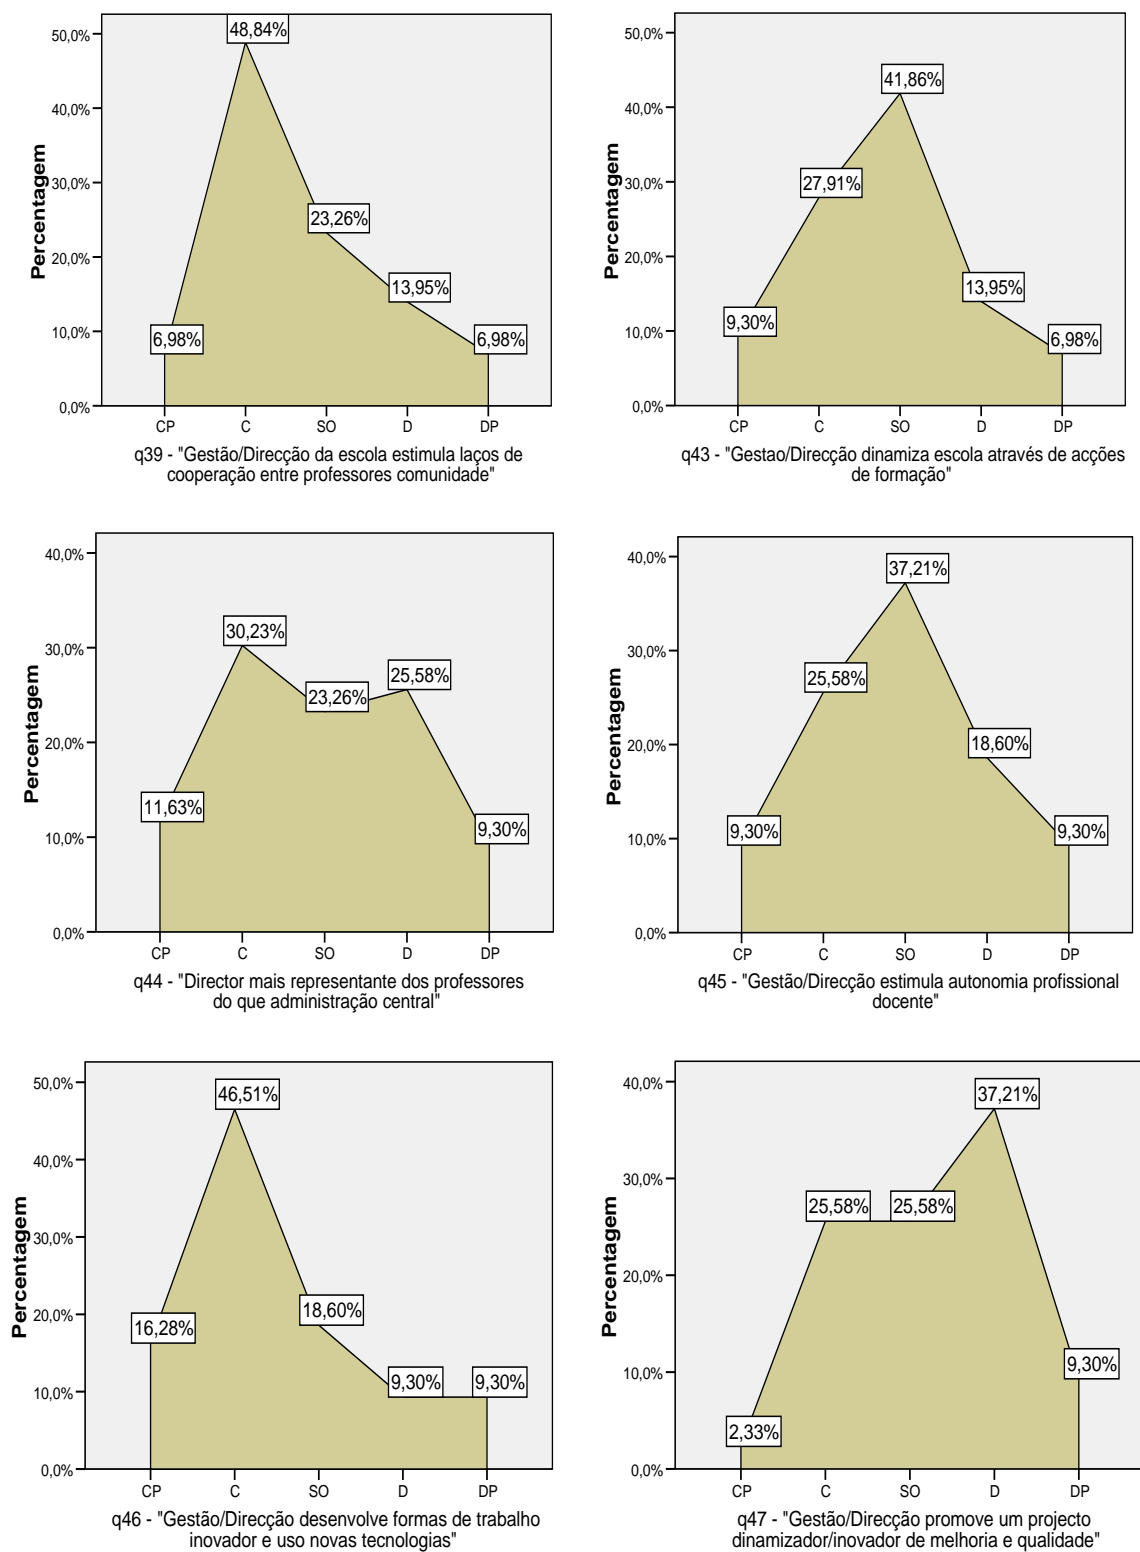 50,0%
40,0%
30,0%
20,0%
10,0%
0,0%
Percentagem
48,84%
23,26%
13,95%
6,98%
6,98%
CP C SO D DP
q39 - "Gestão/Direcção da escola estimula laços de
cooperação entre professores comunidade"
50,0%
40,0%
30,0%
20,0%
10,0%
0,0%
Percentagem
41,86%
27,91%
13,95%
9,30%
6,98%
CP C SO D DP
q43 - "Gestao/Direcção dinamiza escola através de acções
de formação"
40,0%
30,0%
20,0%
10,0%
0,0%
Percentagem
30,23%
25,58%
23,26%
11,63%
9,30%
CP C SO D DP
q44 - "Director mais representante dos professores
do que administração central"
40,0%
30,0%
20,0%
10,0%
0,0%
Percentagem
37,21%
25,58%
18,60%
9,30%
9,30%
CP C SO D DP
q45 - "Gestão/Direcção estimula autonomia profissional
docente"
50,0%
40,0%
30,0%
20,0%
10,0%
0,0%
Percentagem
46,51%
18,60%
16,28%
9,30%
9,30%
CP C SO D DP
q46 - "Gestão/Direcção desenvolve formas de trabalho
inovador e uso novas tecnologias"
40,0%
30,0%
20,0%
10,0%
0,0%
Percentagem
37,21%
25,58%
25,58%
9,30%
2,33%
CP C SO D DP
q47 - "Gestão/Direcção promove um projecto
dinamizador/inovador de melhoria e qualidade"